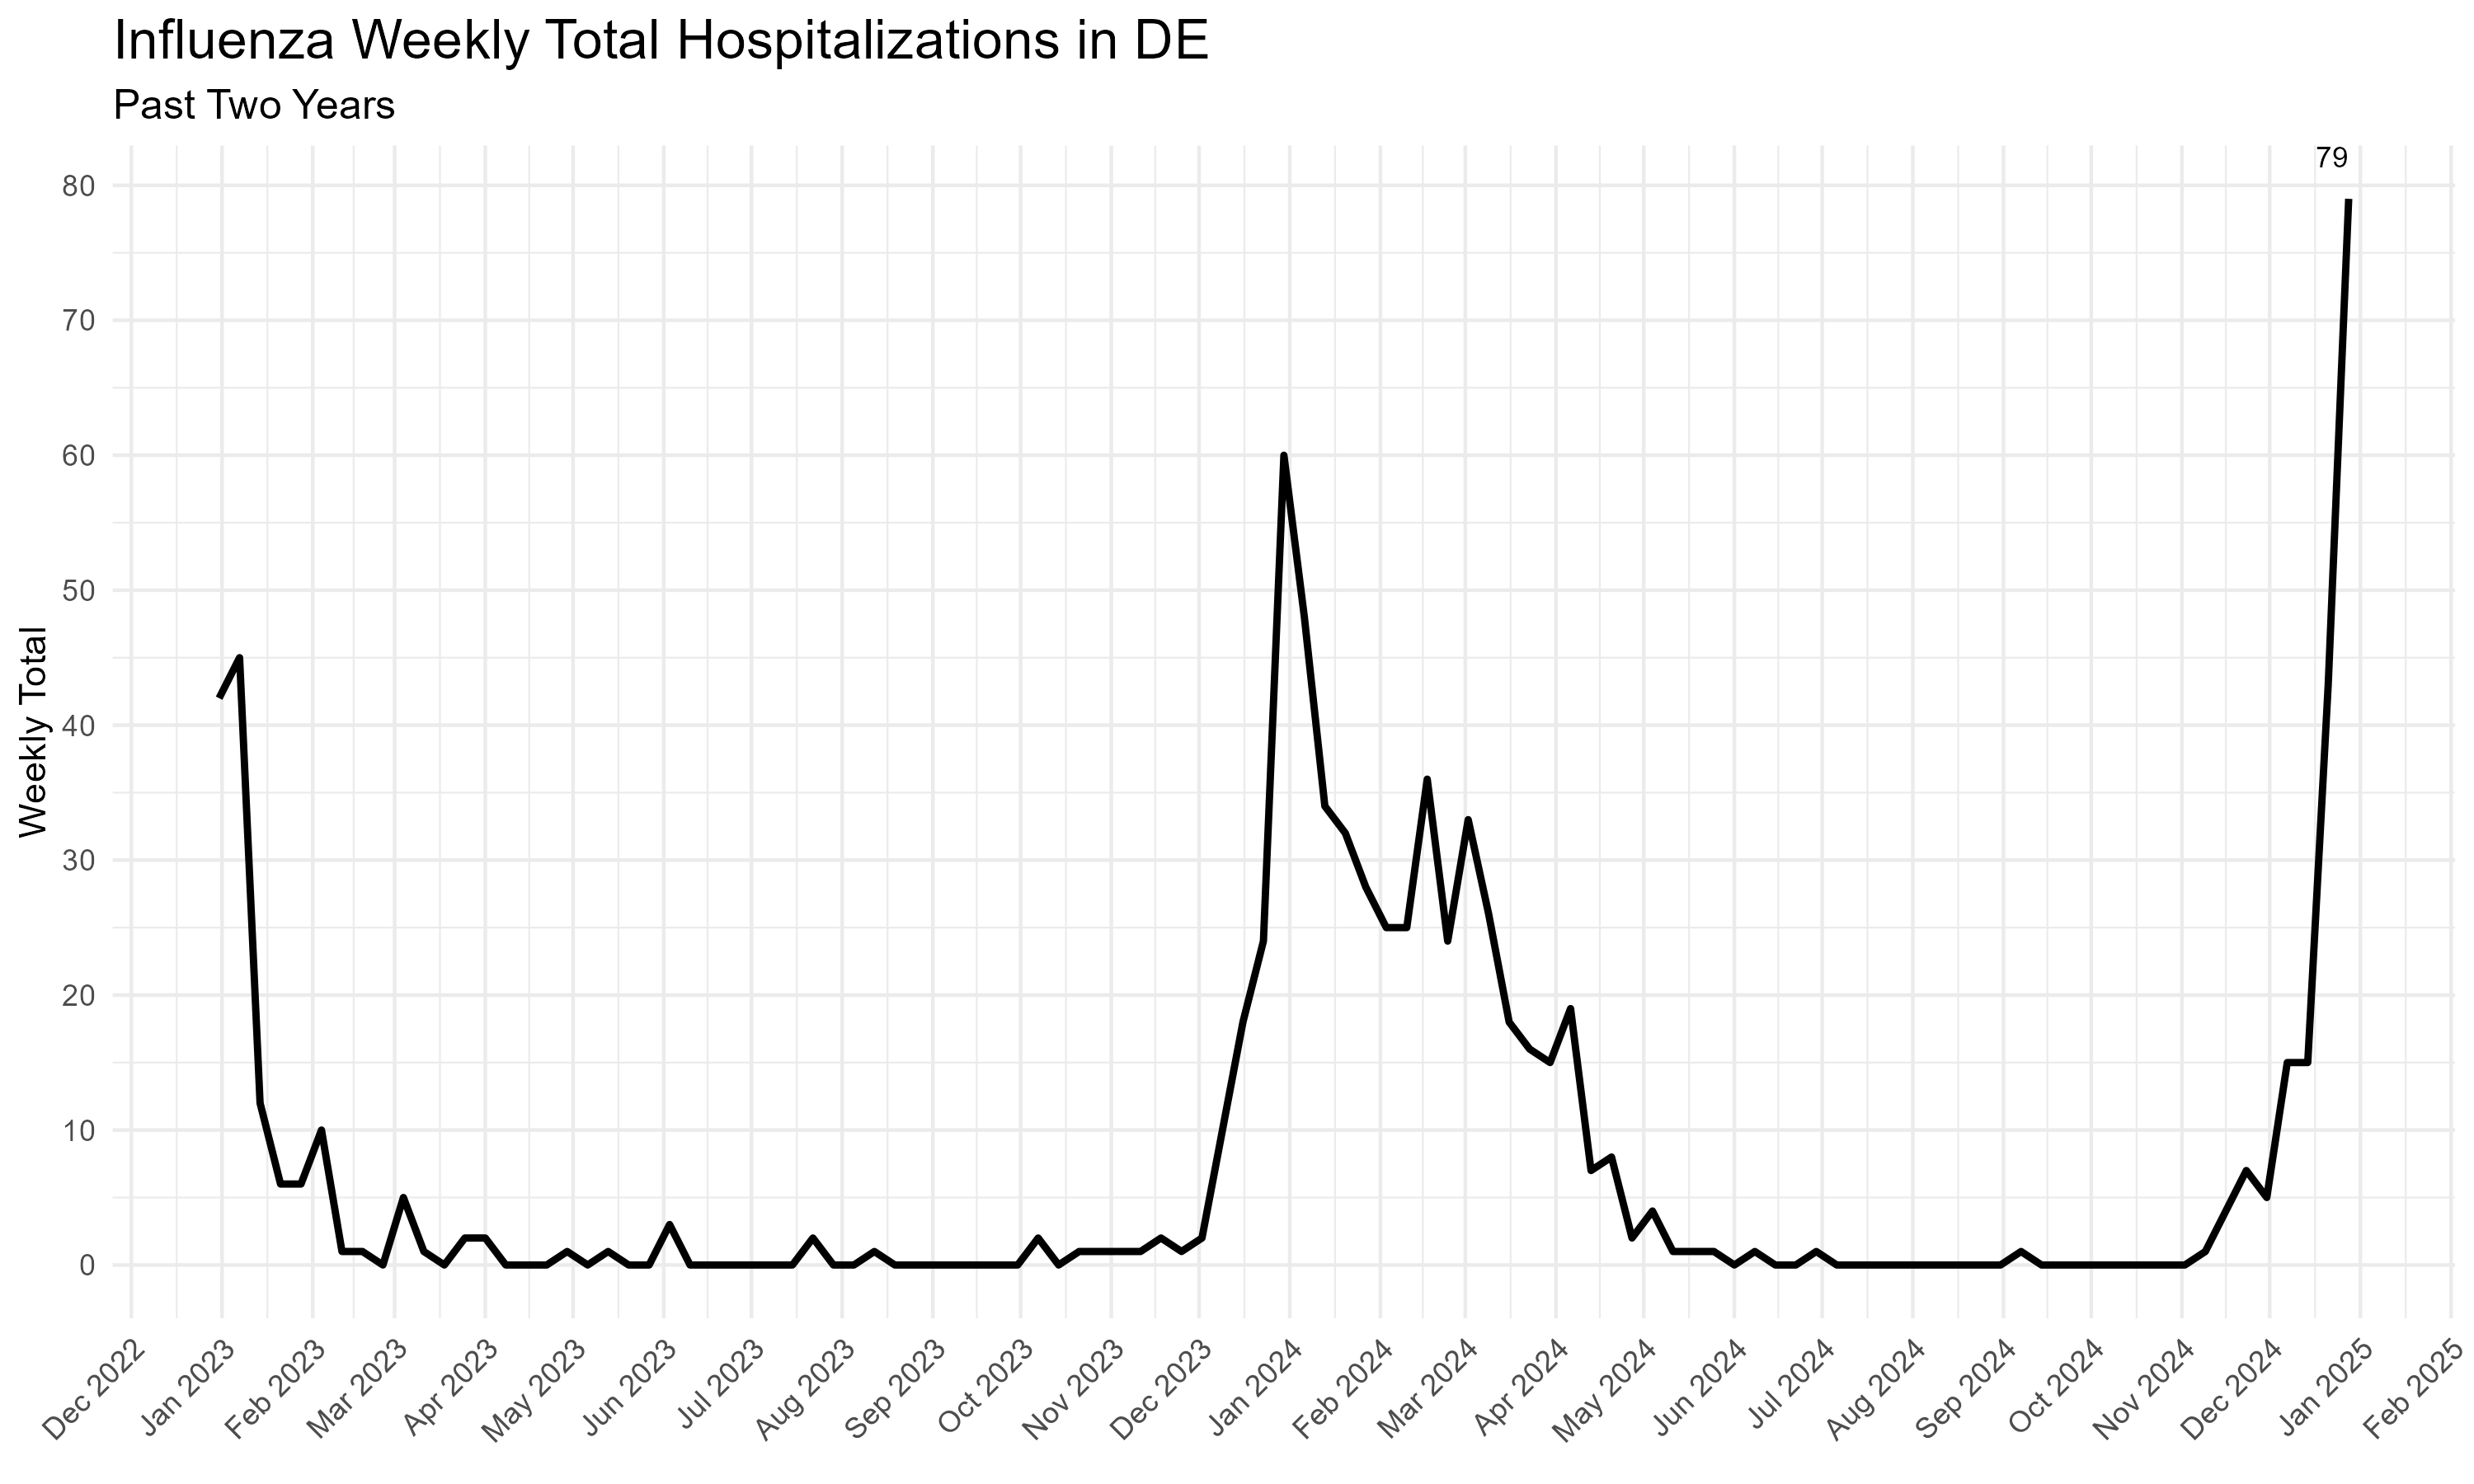 Influenza Weekly Total Hospitalizations in DE
Past Two Years
79
Weekly Total
80
70
60
50
40
30
20
10
0
Dec 2022
Jan 2023
Feb 2023
Mar 2023
Apr 2023
May 2023
Jun 2023
Jul 2023
Aug 2023
Sep 2023
Oct 2023
Nov 2023
Dec 2023
Jan 2024
Feb 2024
Mar 2024
Apr 2024
May 2024
Jun 2024
Jul 2024
Aug 2024
Sep 2024
Oct 2024
Nov 2024
Dec 2024
Jan 2025
Feb 2025